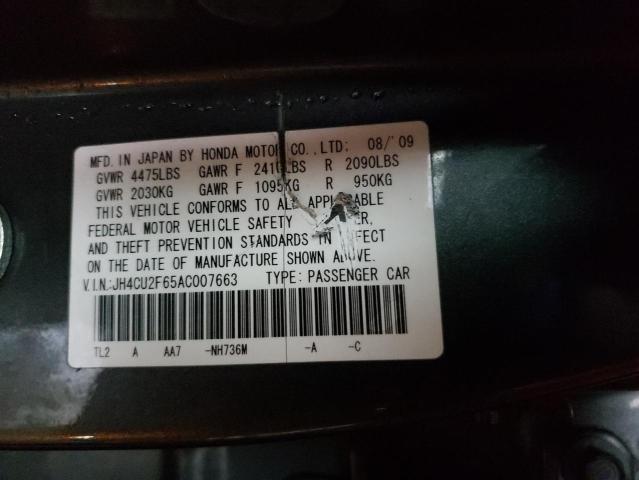 MFD. IN JAPAN BY HONDA MOTOR CO., LTD: 08/'09
GVWR 4475LBS GAWR F 2410LBS R 2090LBS
GVWR 2030KG GAWR F 1095KG R 950KG
THIS VEHICLE CONFORMS TO ALL APPLICABLE
FEDERAL MOTOR VEHICLE SAFETY
AND THEFT PREVENTION STANDARDS IN EFFECT
ON THE DATE OF MANUFACTURE SHOWN ABOVE.
V.I.N.:JH4CU2F65AC007663 TYPE: PASSENGER CAR
TL2 A AA7 -NH736M -A -C